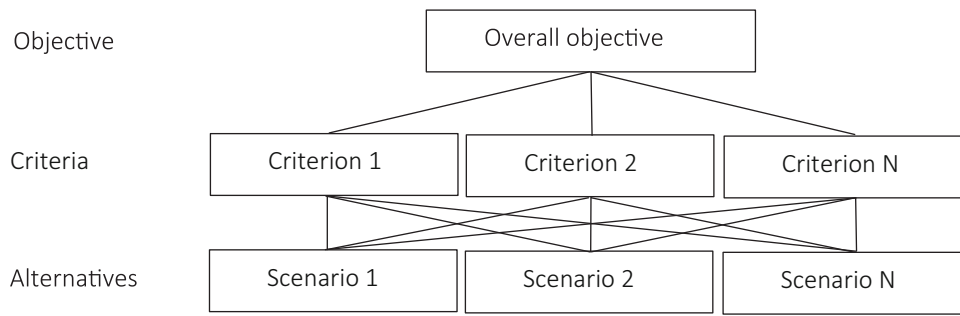 Objective
Overall objective
Criteria
Criterion 1
Criterion 2
Criterion N
Alternatives
Scenario 1
Scenario 2
Scenario N